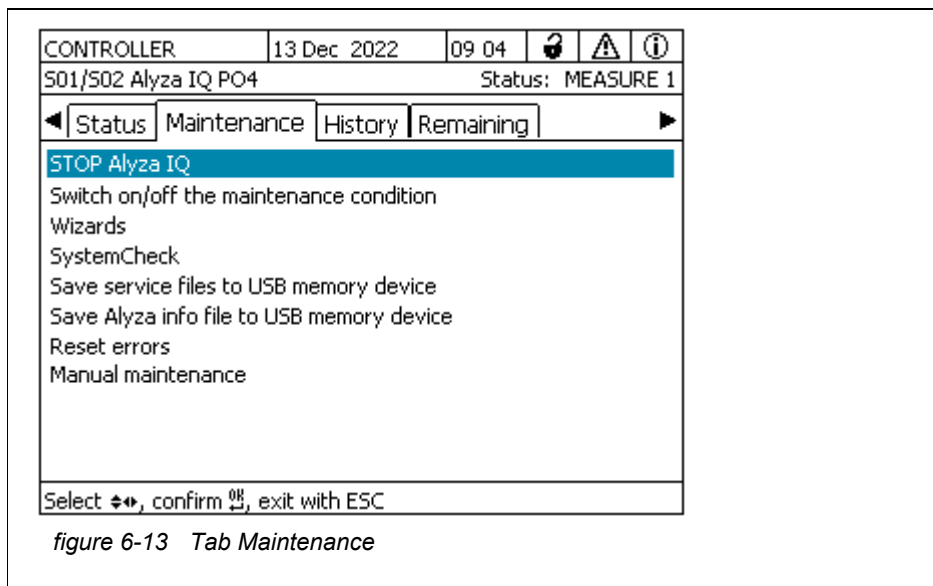 CONTROLLER 13 Dec 2022 09 04
S01/S02 Alyza IQ PO4 Status: MEASURE 1
Status Maintenance History Remaining
STOP Alyza IQ
Switch on/off the maintenance condition
Wizards
SystemCheck
Save service files to USB memory device
Save Alyza info file to USB memory device
Reset errors
Manual maintenance
Select, confirm OK, exit with ESC
figure 6-13 Tab Maintenance